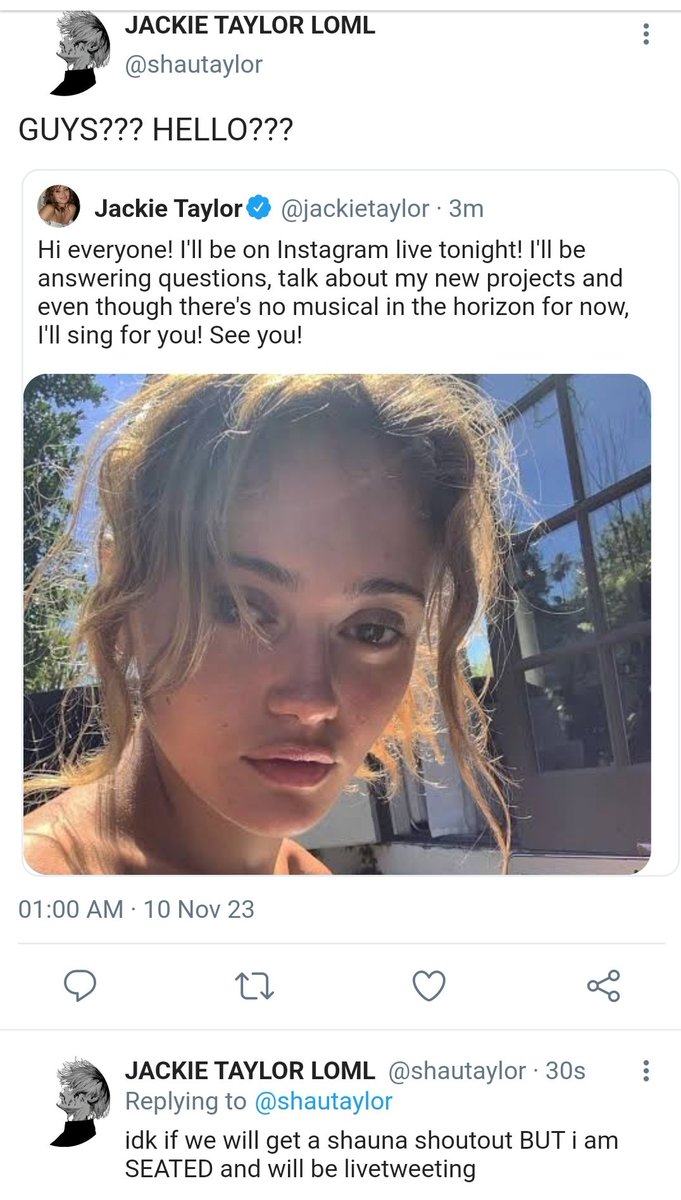 JACKIE TAYLOR LOML
@shautaylor
GUYS??? HELLO???
Jackie Taylor @jackietaylor · 3m
Hi everyone! I'll be on Instagram live tonight! I'll be
answering questions, talk about my new projects and
even though there's no musical in the horizon for now,
I'll sing for you! See you!
01:00 AM · 10 Nov 23
JACKIE TAYLOR LOML @shautaylor · 30s
Replying to @shautaylor
idk if we will get a shauna shoutout BUT i am
SEATED and will be livetweeting